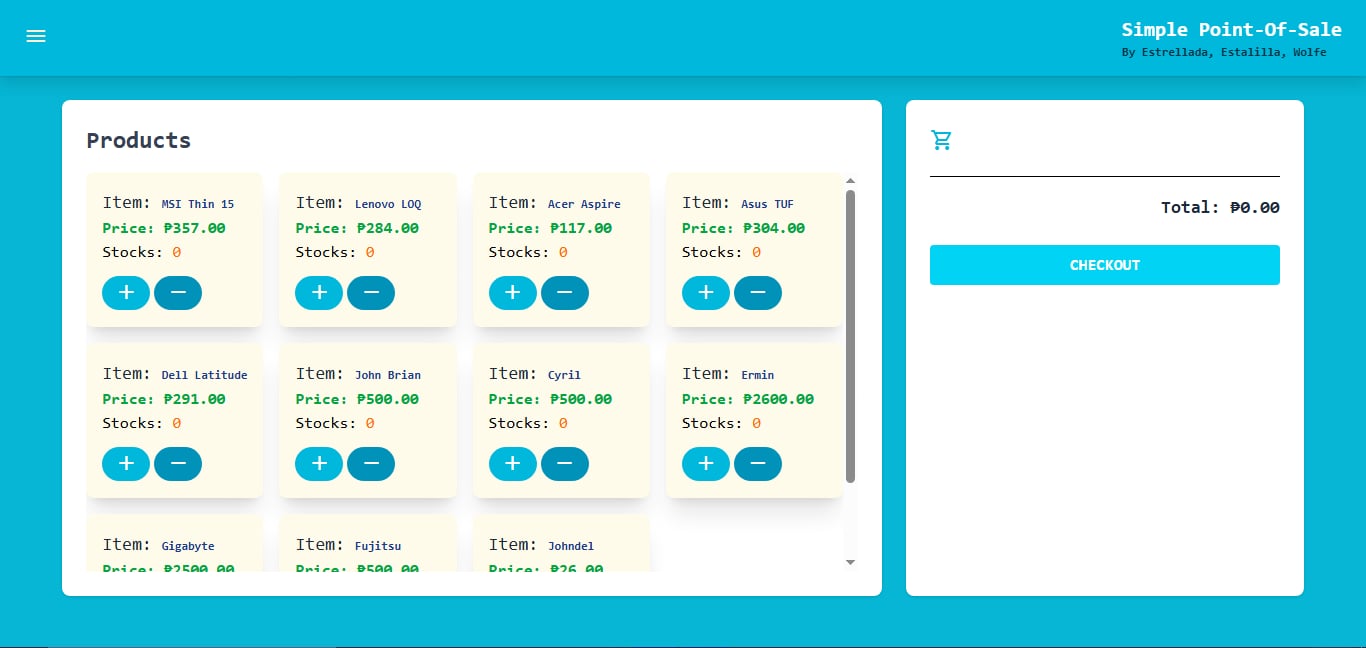 Simple Point-Of-Sale
By Estrellada, Estalilla, Wolfe
Products
Item: MSI Thin 15
Price: ₱357.00
Stocks: 0
+ −
Item: Lenovo LOQ
Price: ₱284.00
Stocks: 0
+ −
Item: Acer Aspire
Price: ₱117.00
Stocks: 0
+ −
Item: Asus TUF
Price: ₱304.00
Stocks: 0
+ −
Item: Dell Latitude
Price: ₱291.00
Stocks: 0
+ −
Item: John Brian
Price: ₱500.00
Stocks: 0
+ −
Item: Cyril
Price: ₱500.00
Stocks: 0
+ −
Item: Ermin
Price: ₱2600.00
Stocks: 0
+ −
Item: Gigabyte
Price: ₱2500.00
Item: Fujitsu
Price: ₱500.00
Item: Johndel
Price: ₱26.00
Total: ₱0.00
CHECKOUT